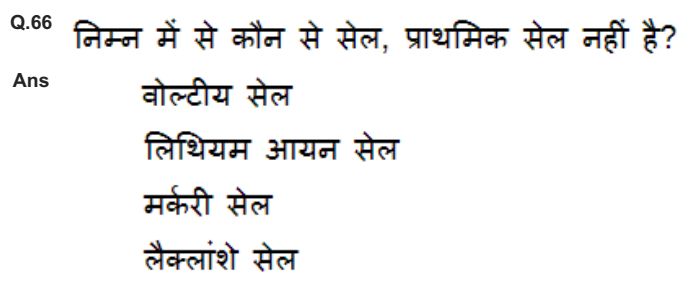 Q.66 निम्न में से कौन से सेल, प्राथमिक सेल नहीं है?
Ans
वोल्टीय सेल
लिथियम आयन सेल
मर्करी सेल
लैक्लांशे सेल